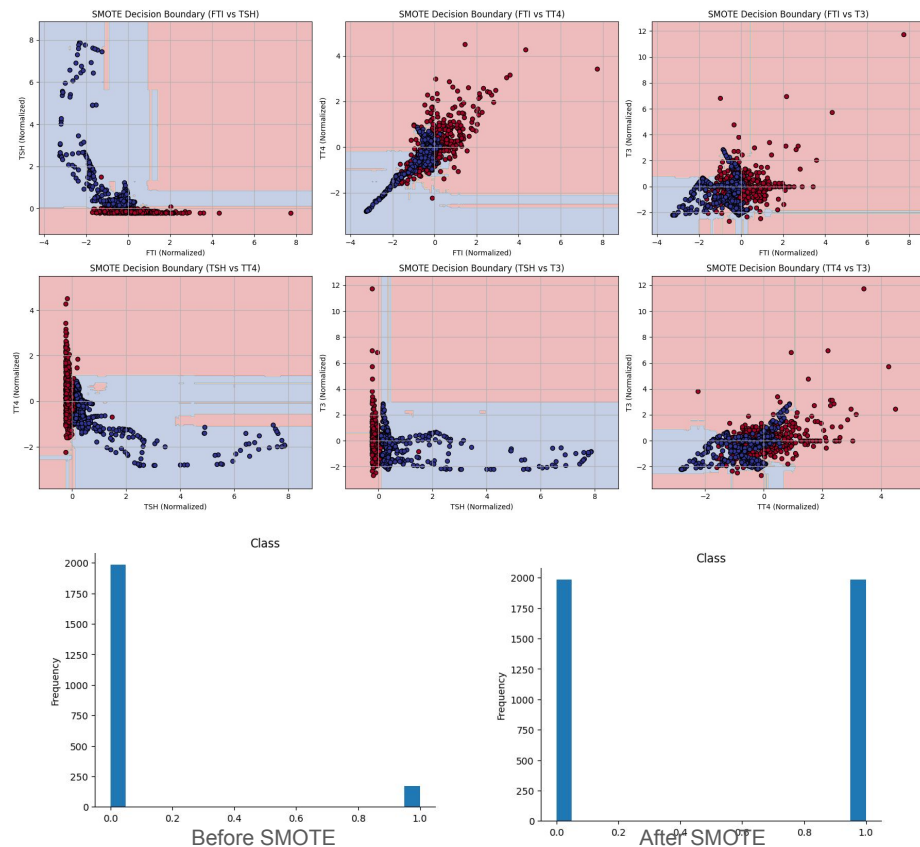 SMOTE Decision Boundary (FTI vs TSH)
8
6
4
2
0
TSH (Normalized)
−4 −2 0 2 4 6 8
FTI (Normalized)
SMOTE Decision Boundary (FTI vs TT4)
4
2
0
−2
TT4 (Normalized)
−4 −2 0 2 4 6 8
FTI (Normalized)
SMOTE Decision Boundary (FTI vs T3)
12
10
8
6
4
2
0
−2
T3 (Normalized)
−4 −2 0 2 4 6 8
FTI (Normalized)
SMOTE Decision Boundary (TSH vs TT4)
4
2
0
−2
TT4 (Normalized)
0 2 4 6 8
TSH (Normalized)
SMOTE Decision Boundary (TSH vs T3)
12
10
8
6
4
2
0
−2
T3 (Normalized)
0 2 4 6 8
TSH (Normalized)
SMOTE Decision Boundary (TT4 vs T3)
12
10
8
6
4
2
0
−2
T3 (Normalized)
−2 0 2 4
TT4 (Normalized)
Class
2000
1750
1500
1250
1000
750
500
250
0
Frequency
0.0 0.2 0.4 0.6 0.8 1.0
Before SMOTE
Class
2000
1750
1500
1250
1000
750
500
250
0
Frequency
0.0 0.2 0.4 0.6 0.8 1.0
After SMOTE